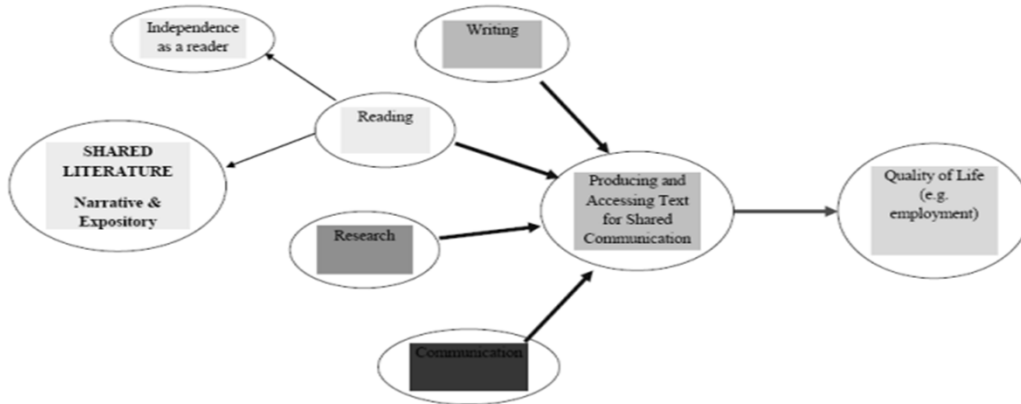 Independence
as a reader
Writing
Reading
SHARED
LITERATURE
Narrative &
Expository
Producing and
Accessing Text
for Shared
Communication
Quality of Life
(e.g.
employment)
Research
Communication